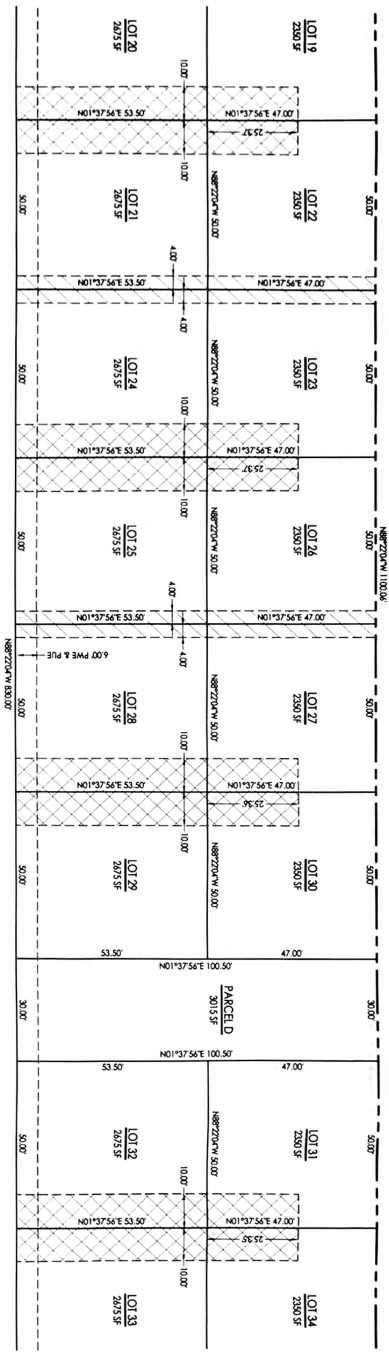 N88°22'04"W 1100.06'
50.00'
50.00'
50.00'
50.00'
50.00'
30.00'
50.00'
LOT 19
2350 SF
LOT 22
2350 SF
LOT 23
2350 SF
LOT 26
2350 SF
LOT 27
2350 SF
LOT 30
2350 SF
LOT 31
2350 SF
LOT 34
2350 SF
N01°37'56"E 47.00'
25.37'
N01°37'56"E 47.00'
N01°37'56"E 47.00'
25.37'
N01°37'56"E 47.00'
N01°37'56"E 47.00'
25.36'
47.00'
47.00'
N01°37'56"E 47.00'
25.35'
N88°22'04"W 50.00'
N88°22'04"W 50.00'
N88°22'04"W 50.00'
N88°22'04"W 50.00'
N88°22'04"W 50.00'
N88°22'04"W 50.00'
N01°37'56"E 100.50'
PARCEL D
3015 SF
N01°37'56"E 100.50'
10.00'
10.00'
4.00'
4.00'
10.00'
10.00'
4.00'
4.00'
10.00'
10.00'
10.00'
10.00'
N01°37'56"E 53.50'
N01°37'56"E 53.50'
N01°37'56"E 53.50'
N01°37'56"E 53.50'
N01°37'56"E 53.50'
53.50'
53.50'
N01°37'56"E 53.50'
LOT 20
2675 SF
LOT 21
2675 SF
LOT 24
2675 SF
LOT 25
2675 SF
LOT 28
2675 SF
LOT 29
2675 SF
LOT 32
2675 SF
LOT 33
2675 SF
6.00' PWE & PUE
50.00'
50.00'
50.00'
50.00'
50.00'
30.00'
50.00'
N88°22'04"W 830.00'